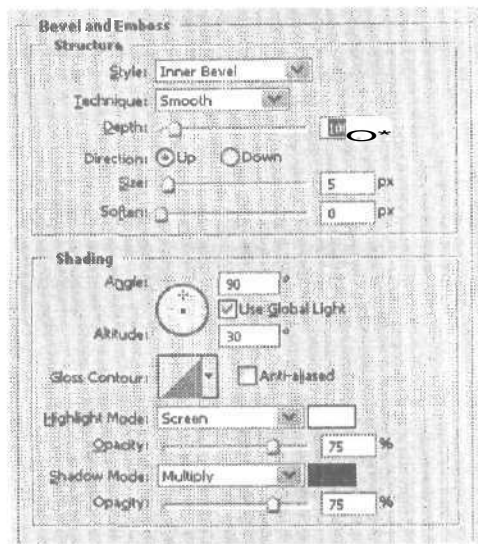 Bevel and Emboss
Structure
Style: Inner Bevel
Technique: Smooth
Depth:
Direction: Up Down
Size: 5 px
Soften: 0 px
Shading
Angle: 90 °
Use Global Light
Altitude: 30 °
Gloss Contour: Anti-aliased
Highlight Mode: Screen
Opacity: 75 %
Shadow Mode: Multiply
Opacity: 75 %